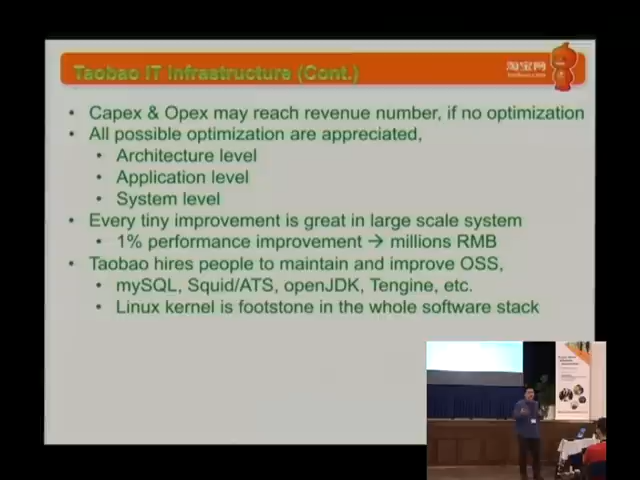 Taobao IT Infrastructure (Cont.)
淘宝网
Taobao.com
• Capex & Opex may reach revenue number, if no optimization
• All possible optimization are appreciated,
• Architecture level
• Application level
• System level
• Every tiny improvement is great in large scale system
• 1% performance improvement → millions RMB
• Taobao hires people to maintain and improve OSS,
• mySQL, Squid/ATS, openJDK, Tengine, etc.
• Linux kernel is footstone in the whole software stack